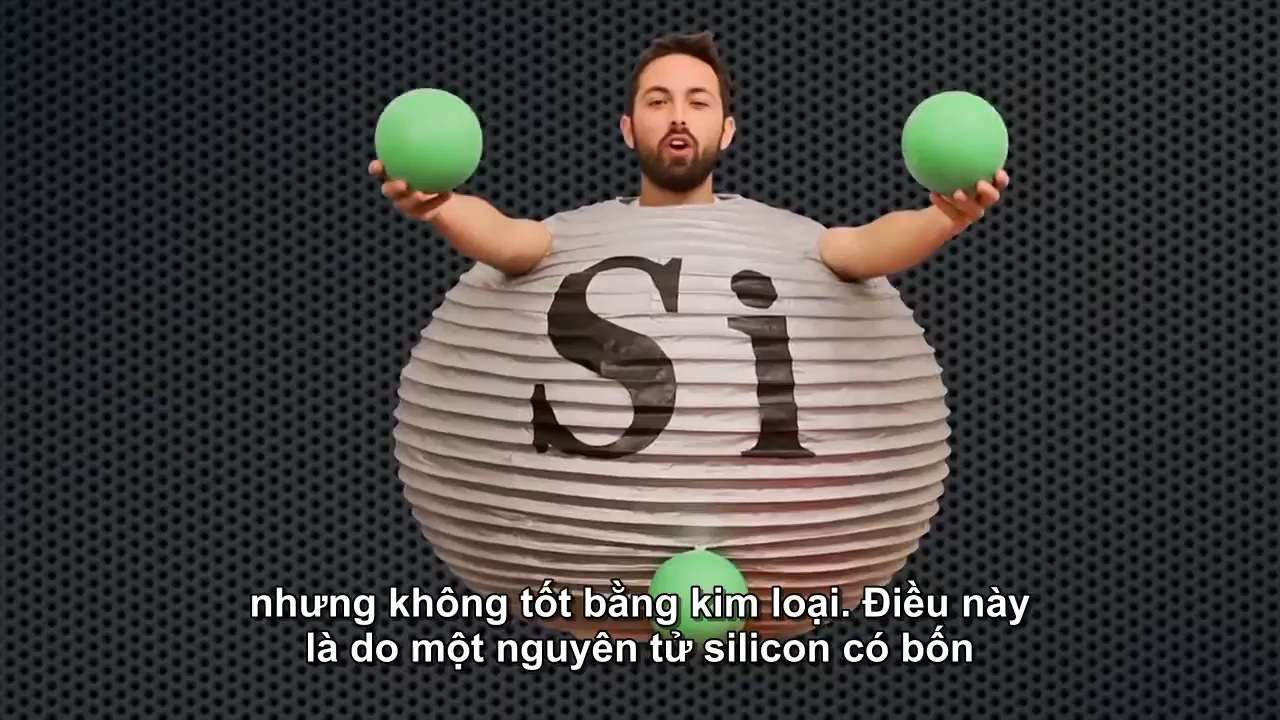 Si
nhưng không tốt bằng kim loại. Điều này
là do một nguyên tử silicon có bốn